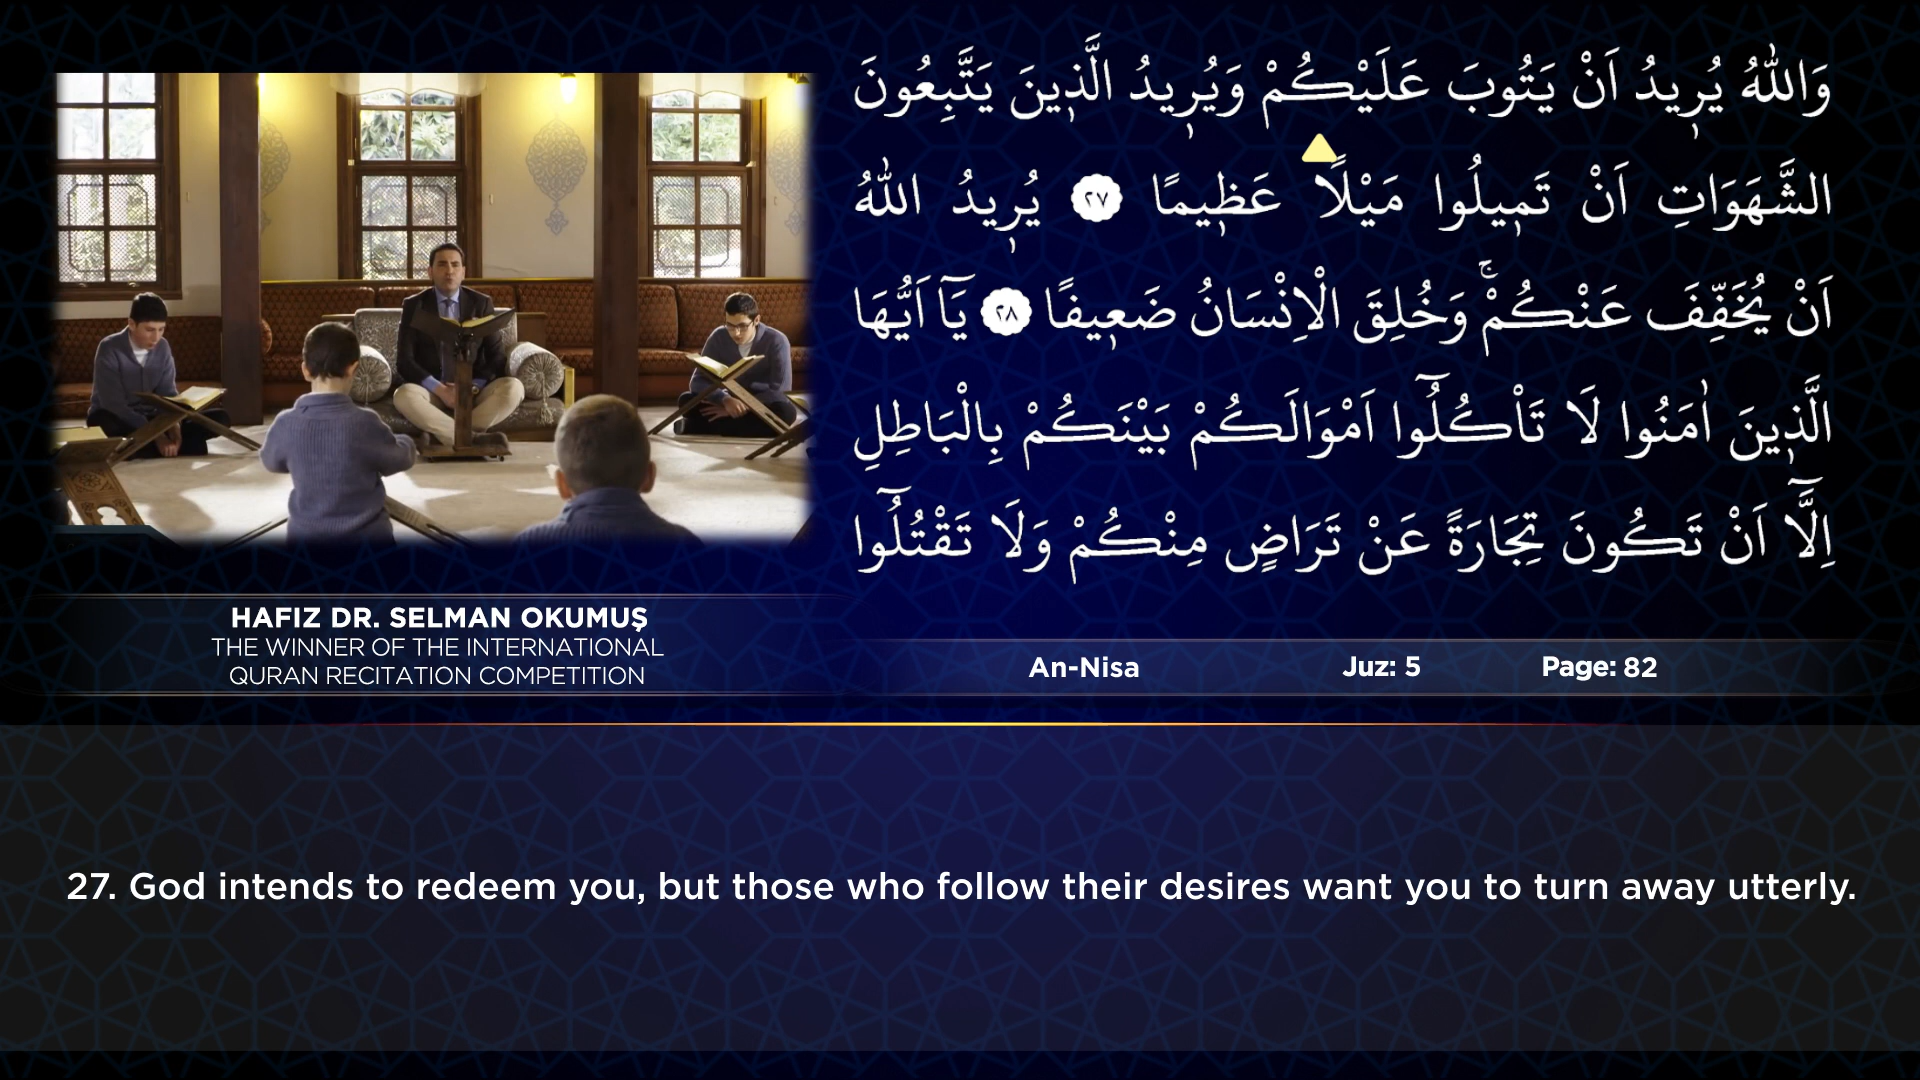 وَاللّٰهُ يُرِيدُ اَنْ يَتُوبَ عَلَيْكُمْ وَيُرِيدُ الَّذِينَ يَتَّبِعُونَ
الشَّهَوَاتِ اَنْ تَمِيلُوا مَيْلًا عَظِيمًا ٢٧ يُرِيدُ اللّٰهُ
اَنْ يُخَفِّفَ عَنْكُمْۚ وَخُلِقَ الْاِنْسَانُ ضَعِيفًا ٢٨ يَٓا اَيُّهَا
الَّذِينَ اٰمَنُوا لَا تَأْكُلُٓوا اَمْوَالَكُمْ بَيْنَكُمْ بِالْبَاطِلِ
اِلَّٓا اَنْ تَكُونَ تِجَارَةً عَنْ تَرَاضٍ مِنْكُمْ وَلَا تَقْتُلُٓوا
HAFIZ DR. SELMAN OKUMUŞ
THE WINNER OF THE INTERNATIONAL
QURAN RECITATION COMPETITION
An-Nisa Juz: 5 Page: 82
27. God intends to redeem you, but those who follow their desires want you to turn away utterly.